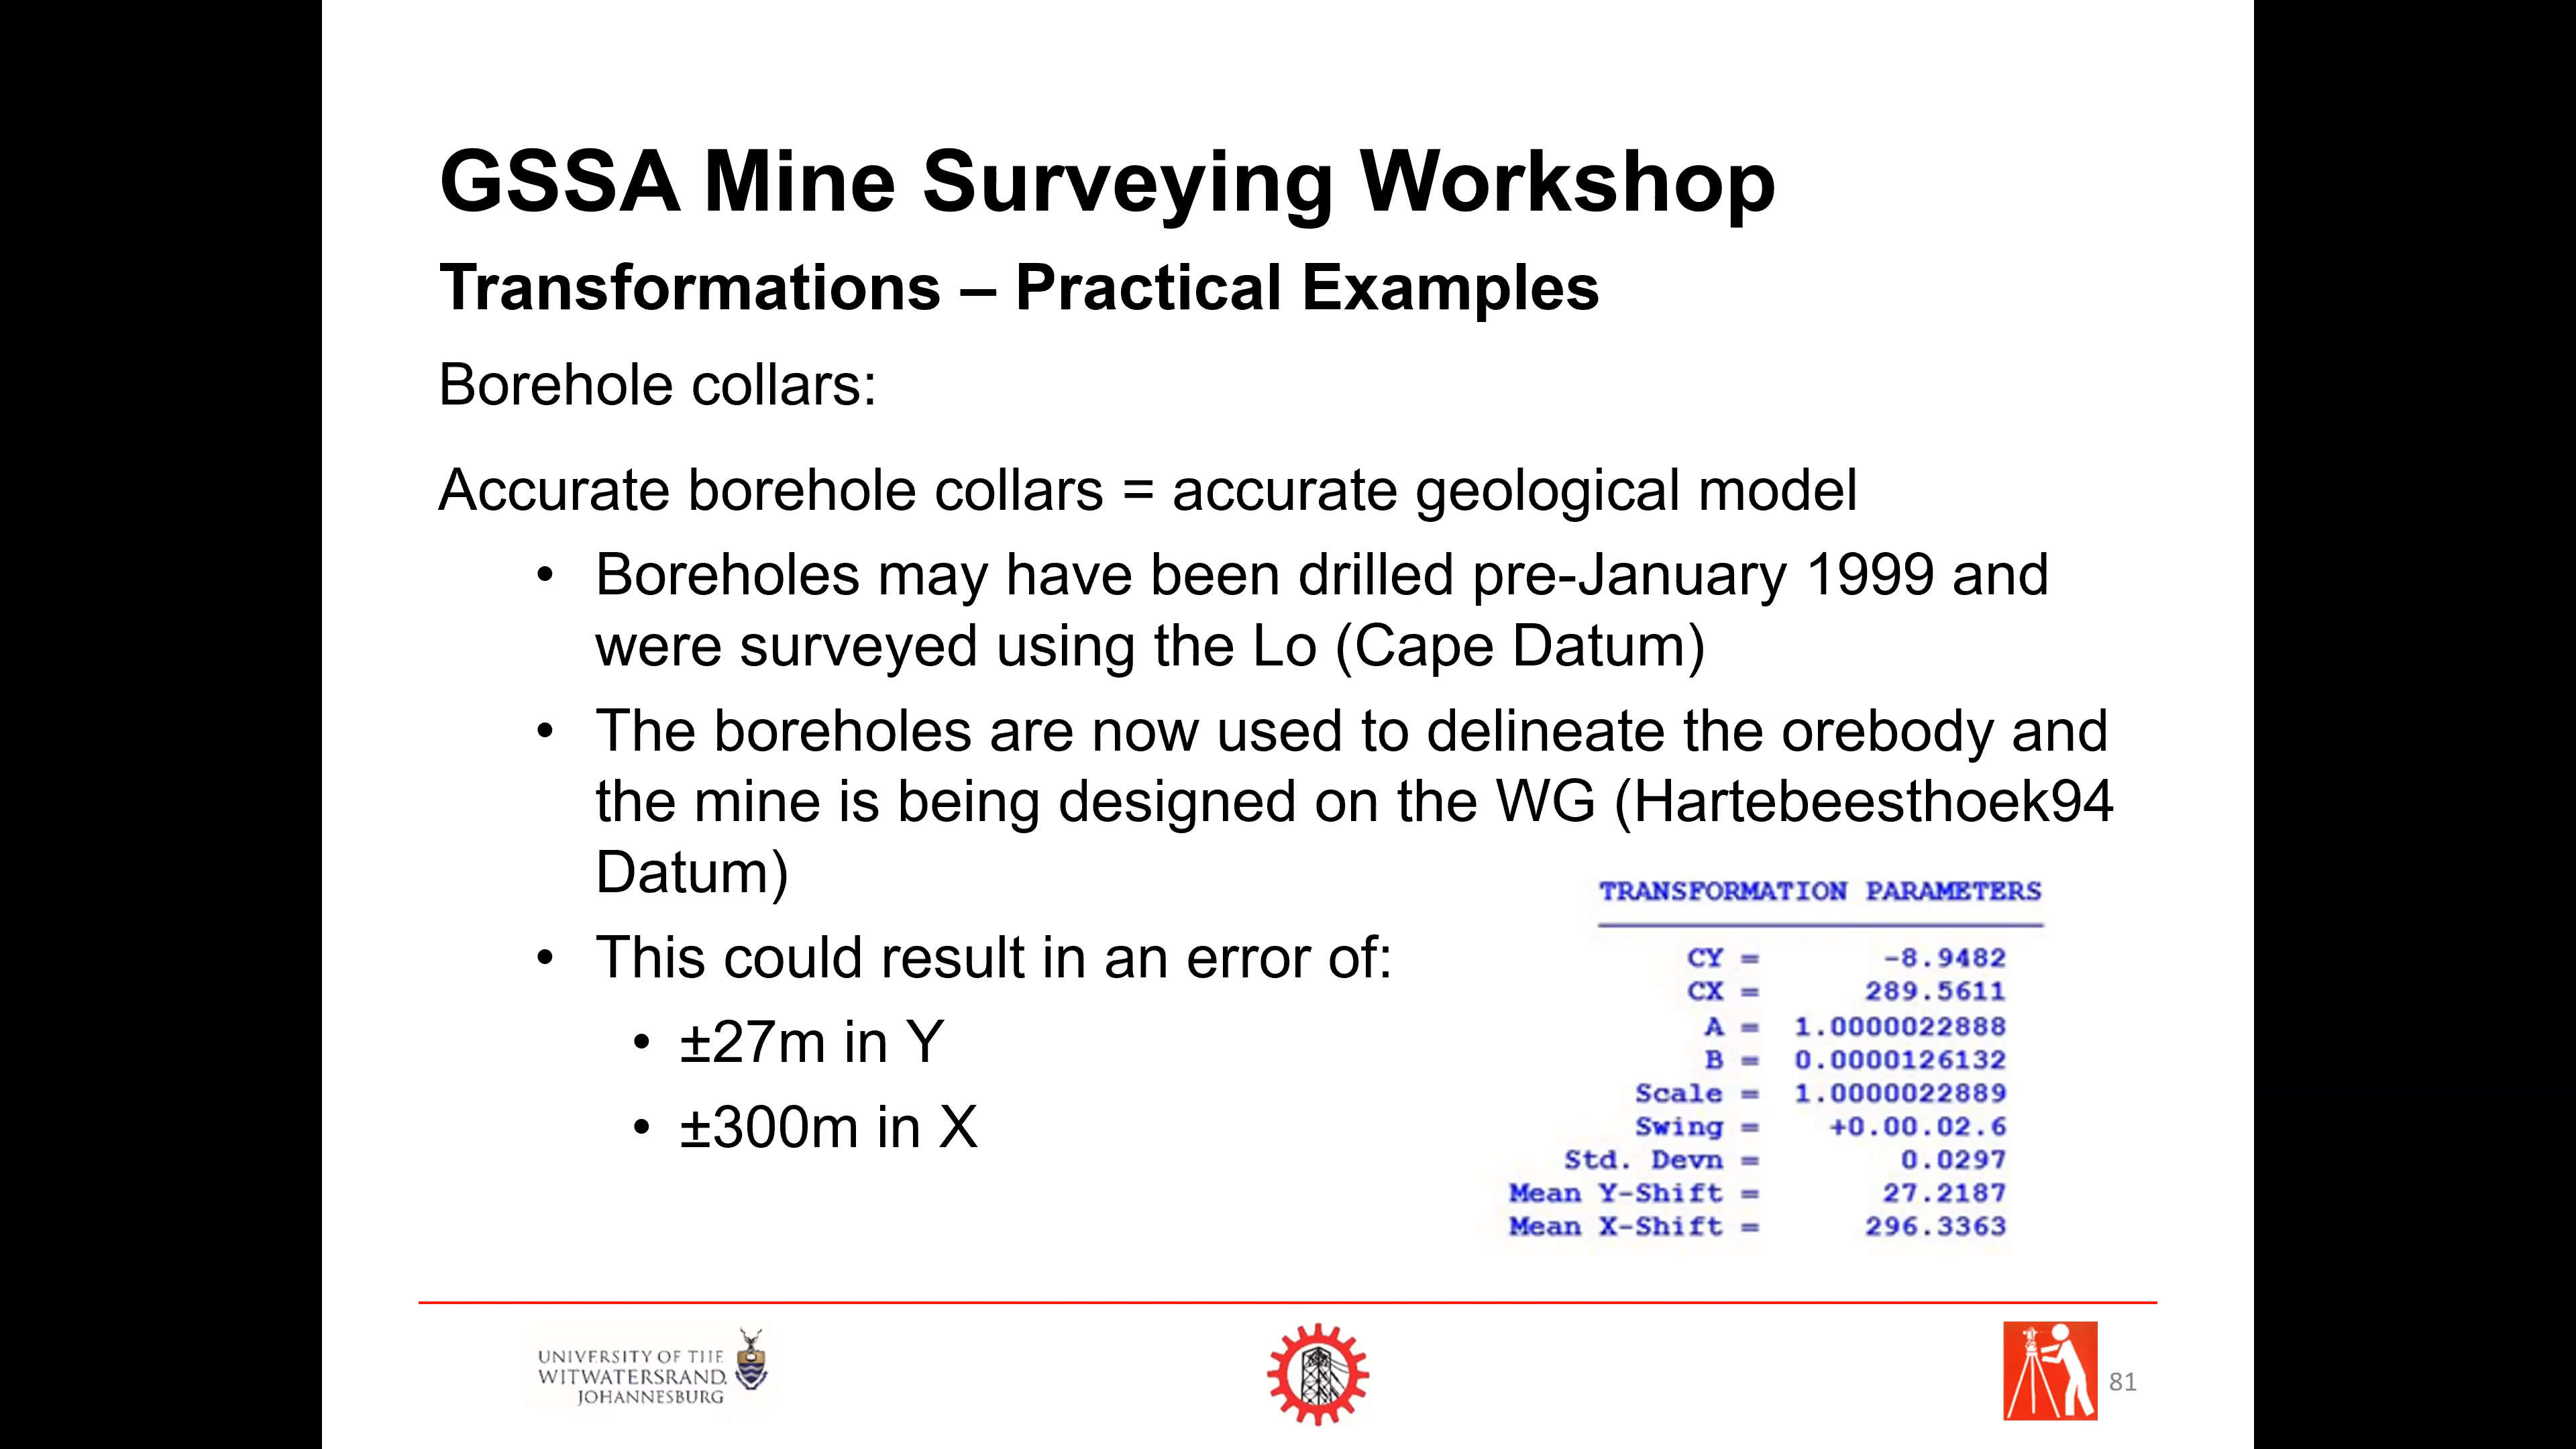 GSSA Mine Surveying Workshop
Transformations – Practical Examples
Borehole collars:
Accurate borehole collars = accurate geological model
• Boreholes may have been drilled pre-January 1999 and
were surveyed using the Lo (Cape Datum)
• The boreholes are now used to delineate the orebody and
the mine is being designed on the WG (Hartebeesthoek94
Datum)
• This could result in an error of:
• ±27m in Y
• ±300m in X
TRANSFORMATION PARAMETERS
CY = -8.9482
CX = 289.5611
A = 1.0000022888
B = 0.0000126132
Scale = 1.0000022889
Swing = +0.00.02.6
Std. Devn = 0.0297
Mean Y-Shift = 27.2187
Mean X-Shift = 296.3363
UNIVERSITY OF THE
WITWATERSRAND,
JOHANNESBURG
81